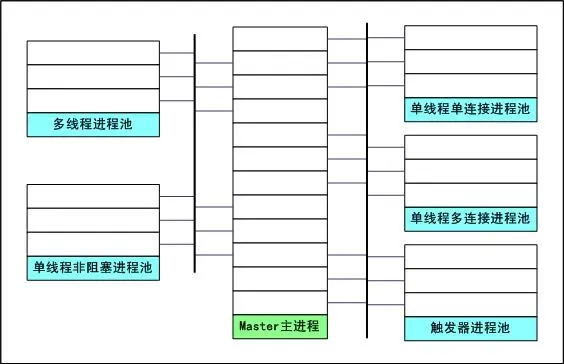 多线程进程池
单线程非阻塞进程池
Master主进程
单线程单连接进程池
单线程多连接进程池
触发器进程池